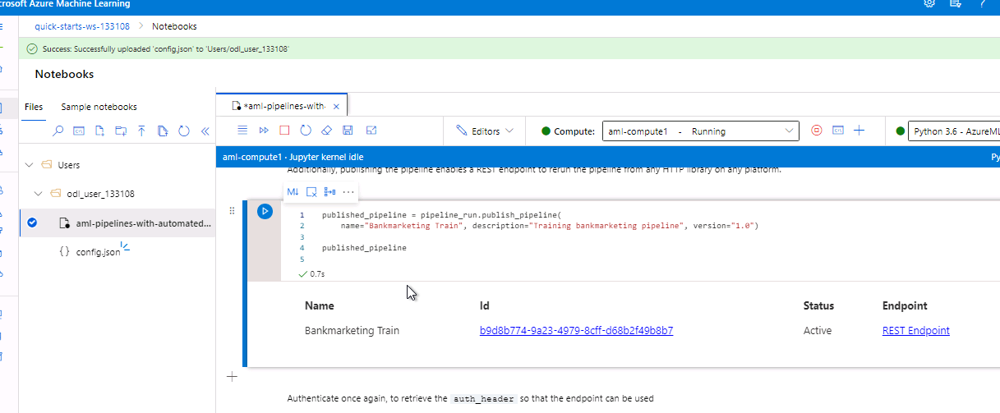 crosoft Azure Machine Learning
quick-starts-ws-133108 > Notebooks
Success: Successfully uploaded 'config.json' to 'Users/odl_user_133108'
Notebooks
Files Sample notebooks
*aml-pipelines-with-
Editors
Compute: aml-compute1 - Running
Python 3.6 - AzureML
aml-compute1 · Jupyter kernel idle
Py
Users
odl_user_133108
aml-pipelines-with-automated...
{} config.json
Additionally, publishing the pipeline enables a REST endpoint to rerun the pipeline from any HTTP library on any platform.
M↓
1 published_pipeline = pipeline_run.publish_pipeline(
2 name="Bankmarketing Train", description="Training bankmarketing pipeline", version="1.0")
3
4 published_pipeline
5
0.7s
Name Id Status Endpoint
Bankmarketing Train b9d8b774-9a23-4979-8cff-d68b2f49b8b7 Active REST Endpoint
Authenticate once again, to retrieve the auth_header so that the endpoint can be used